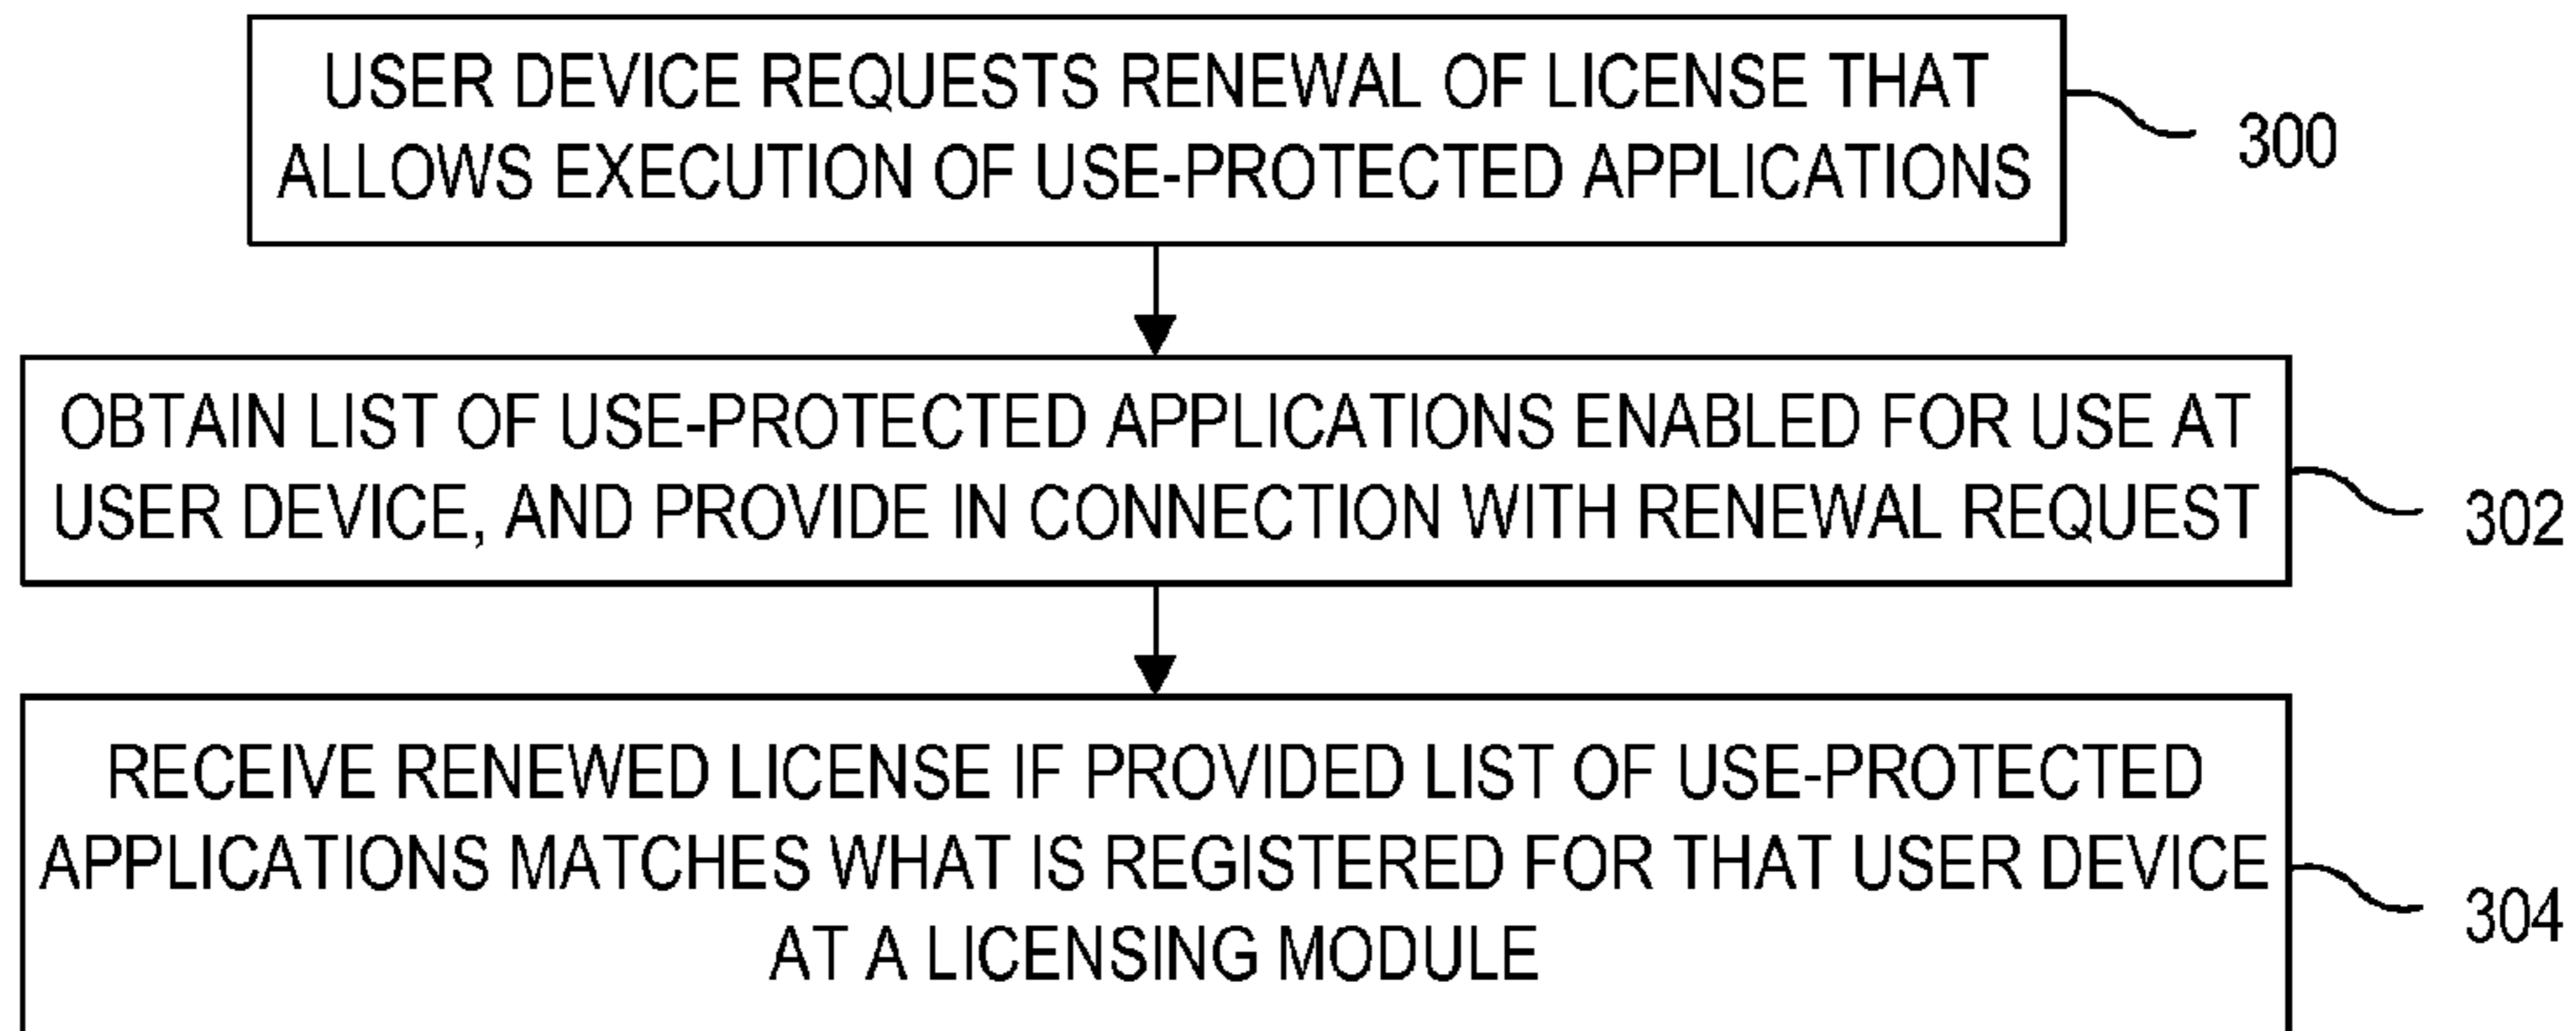 USER DEVICE REQUESTS RENEWAL OF LICENSE THAT
ALLOWS EXECUTION OF USE-PROTECTED APPLICATIONS
300
OBTAIN LIST OF USE-PROTECTED APPLICATIONS ENABLED FOR USE AT
USER DEVICE, AND PROVIDE IN CONNECTION WITH RENEWAL REQUEST
302
RECEIVE RENEWED LICENSE IF PROVIDED LIST OF USE-PROTECTED
APPLICATIONS MATCHES WHAT IS REGISTERED FOR THAT USER DEVICE
AT A LICENSING MODULE
304